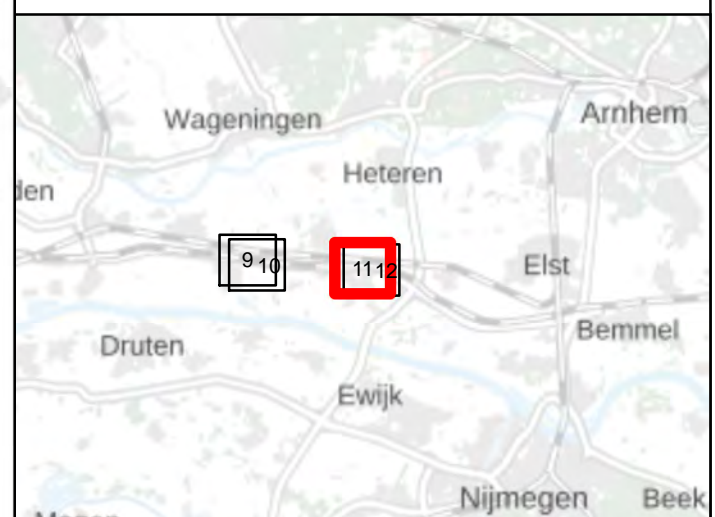 Arnhem
Wageningen
Heteren
den
9 10 11 12
Elst
Bemmel
Druten
Ewijk
Nijmegen Beek